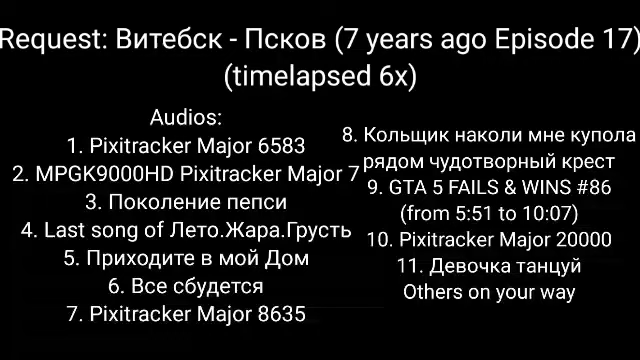 Request: Витебск - Псков (7 years ago Episode 17)
(timelapsed 6x)
Audios:
1. Pixitracker Major 6583
2. MPGK9000HD Pixitracker Major 7
3. Поколение пепси
4. Last song of Лето.Жара.Грусть
5. Приходите в мой Дом
6. Все сбудется
7. Pixitracker Major 8635
8. Кольщик наколи мне купола
рядом чудотворный крест
9. GTA 5 FAILS & WINS #86
(from 5:51 to 10:07)
10. Pixitracker Major 20000
11. Девочка танцуй
Others on your way